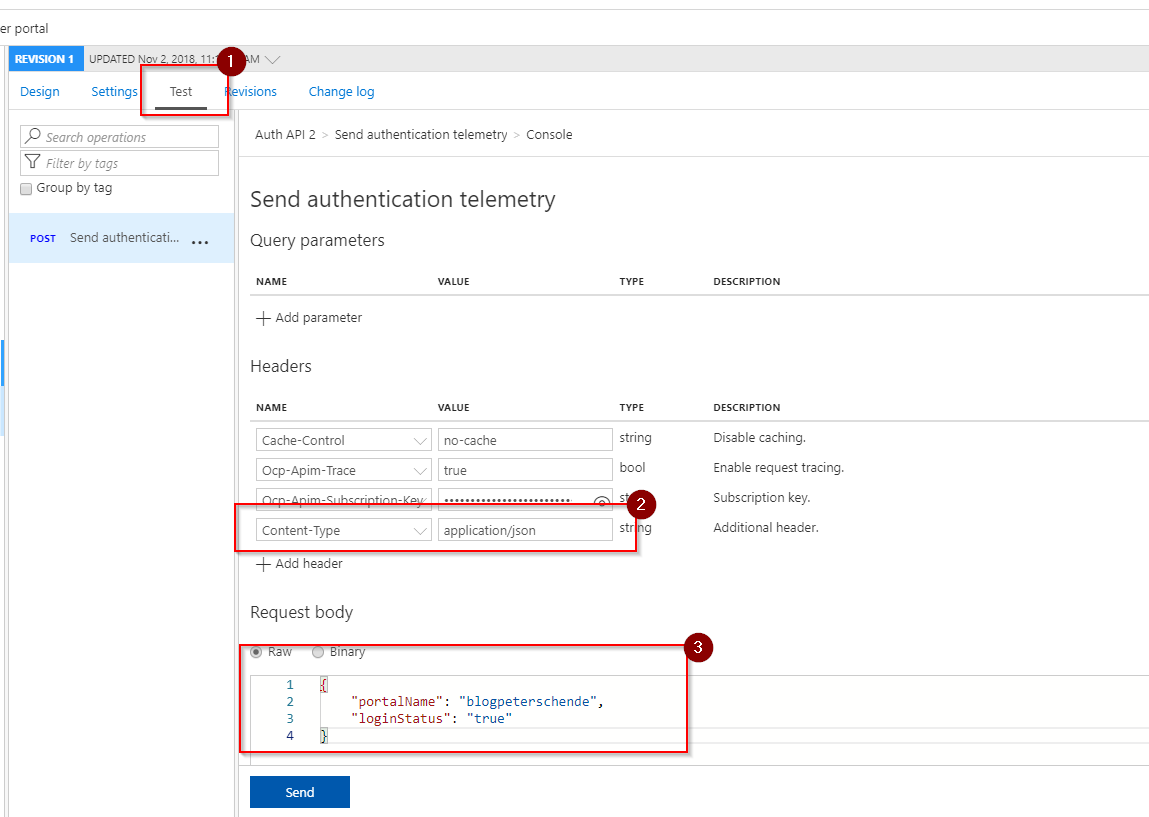 er portal
REVISION 1 UPDATED Nov 2, 2018, 11: AM
1
Design Settings Test Revisions Change log
Search operations
Filter by tags
Group by tag
POST Send authenticati... ...
Auth API 2 > Send authentication telemetry > Console
Send authentication telemetry
Query parameters
NAME VALUE TYPE DESCRIPTION
+ Add parameter
Headers
NAME VALUE TYPE DESCRIPTION
Cache-Control no-cache string Disable caching.
Ocp-Apim-Trace true bool Enable request tracing.
Ocp-Apim-Subscription-Key ••••••••••••••••••••••• string Subscription key.
2
Content-Type application/json string Additional header.
+ Add header
Request body
3
Raw Binary
1 {
2 "portalName": "blogpeterschende",
3 "loginStatus": "true"
4 }
Send